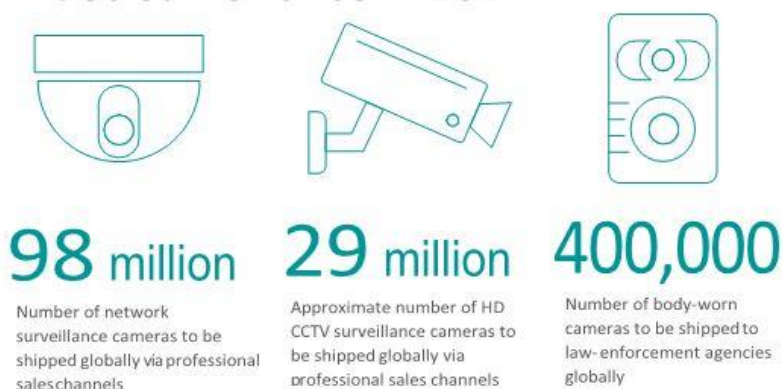 98 million
Number of network
surveillance cameras to be
shipped globally via professional
sales channels
29 million
Approximate number of HD
CCTV surveillance cameras to
be shipped globally via
professional sales channels
400,000
Number of body-worn
cameras to be shipped to
law-enforcement agencies
globally